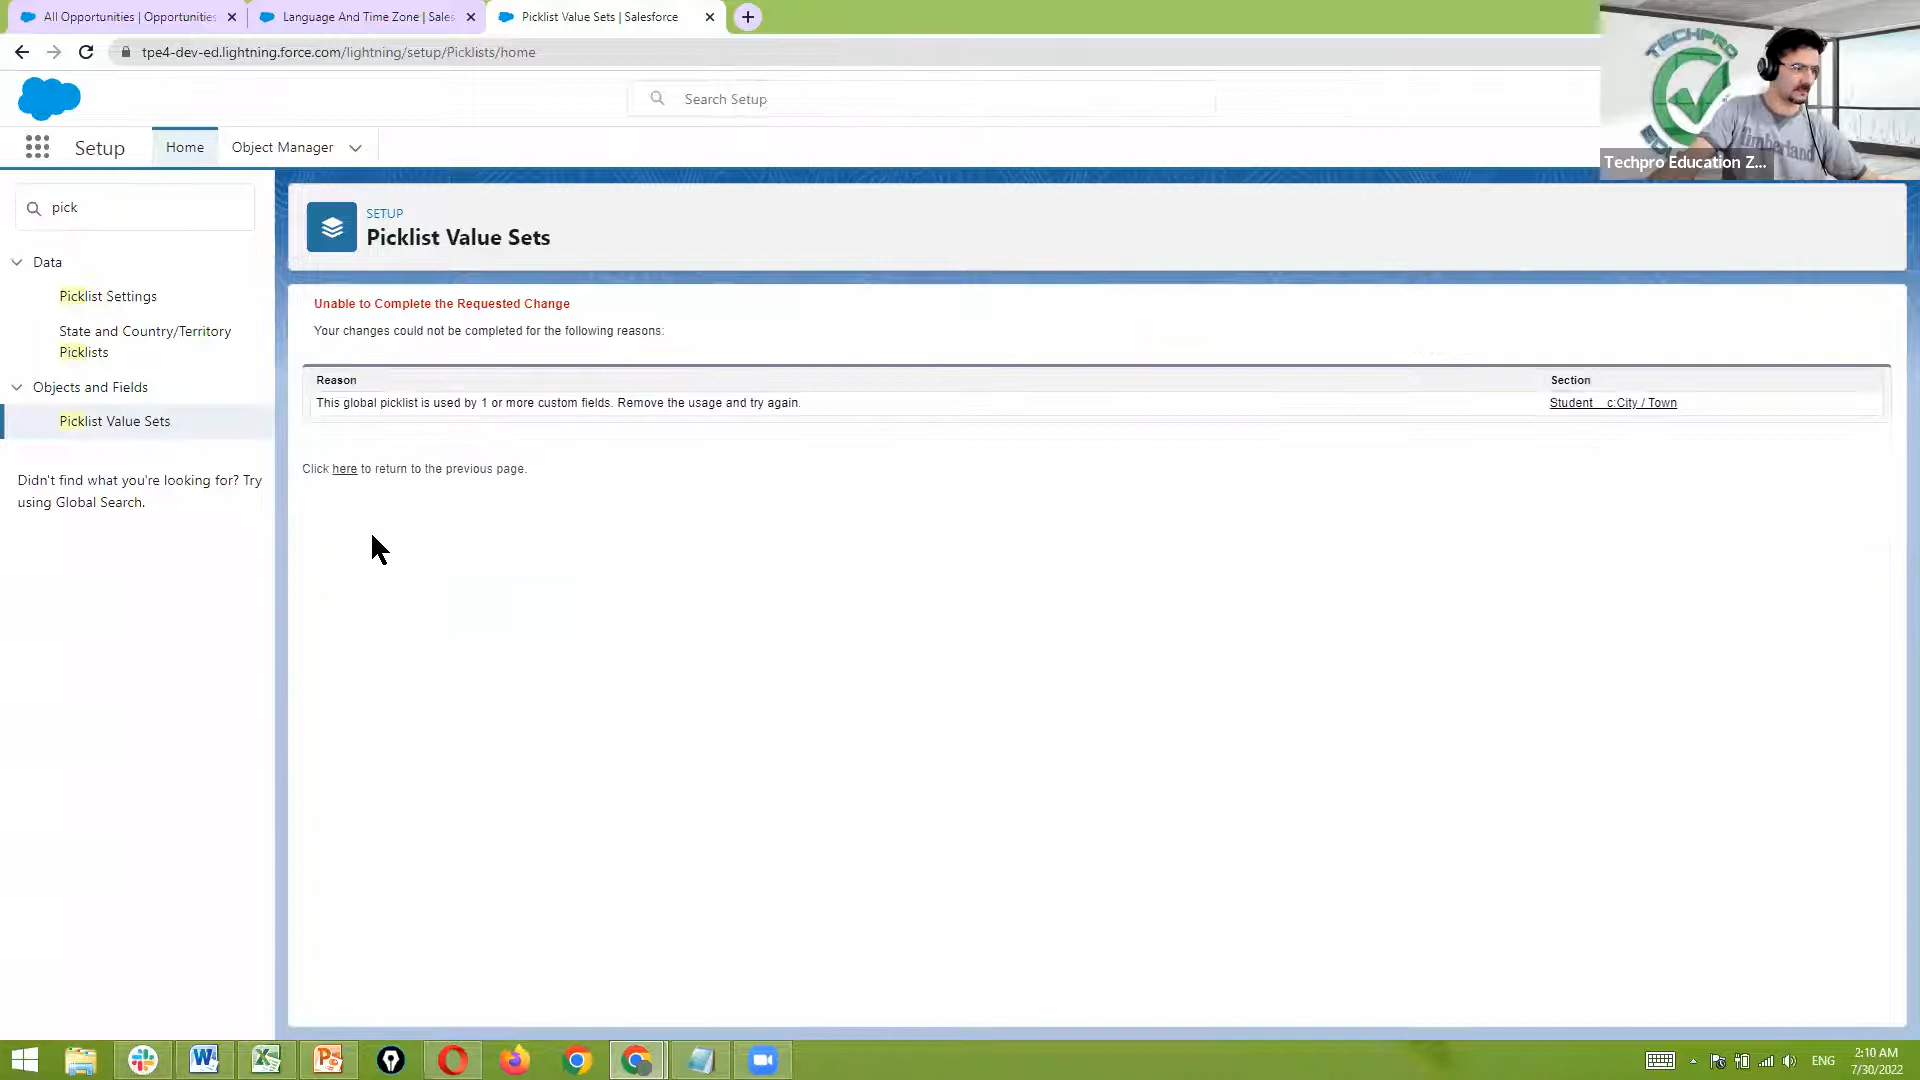 All Opportunities | Opportunities
Language And Time Zone | Sales
Picklist Value Sets | Salesforce
tpe4-dev-ed.lightning.force.com/lightning/setup/Picklists/home
Search Setup
TECHPRO
Timberland
Techpro Education Z...
Setup
Home
Object Manager
pick
SETUP
Picklist Value Sets
Data
Picklist Settings
State and Country/Territory
Picklists
Objects and Fields
Picklist Value Sets
Didn't find what you're looking for? Try
using Global Search.
Unable to Complete the Requested Change
Your changes could not be completed for the following reasons:
Reason
Section
This global picklist is used by 1 or more custom fields. Remove the usage and try again.
Student__c:City / Town
Click here to return to the previous page.
ENG
2:10 AM
7/30/2022